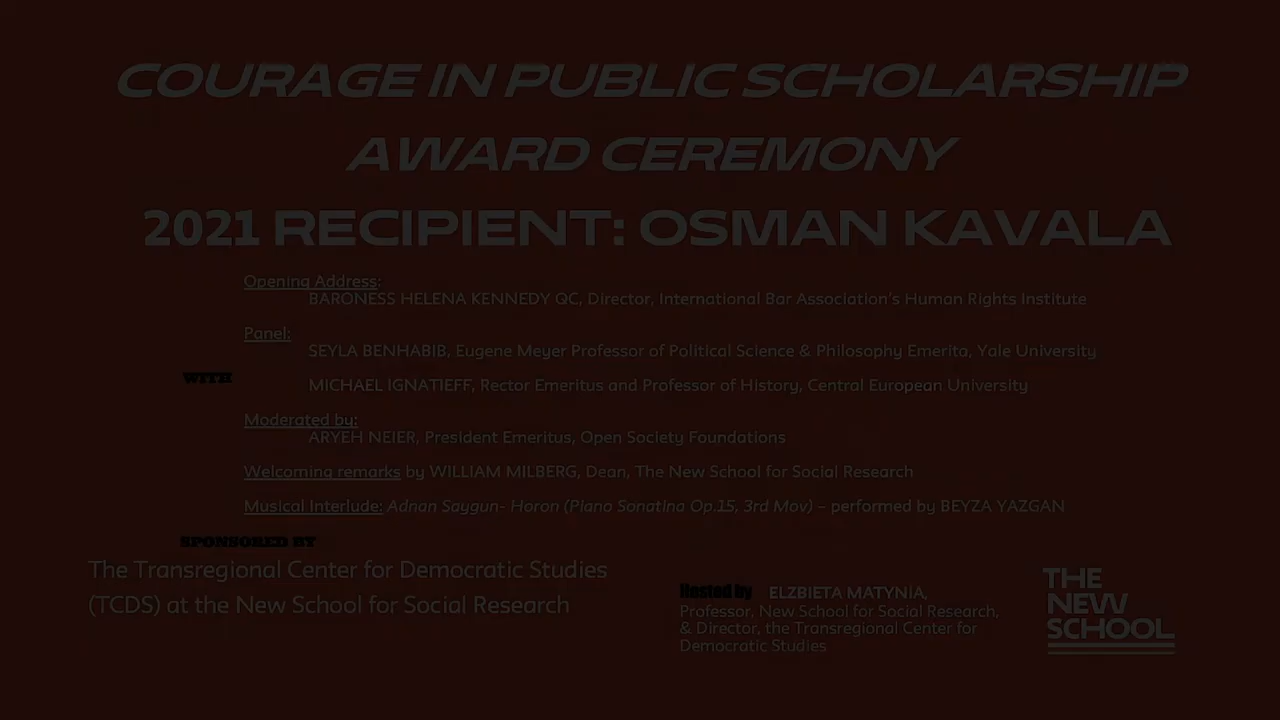 COURAGE IN PUBLIC SCHOLARSHIP
AWARD CEREMONY
2021 RECIPIENT: OSMAN KAVALA
Opening Address:
BARONESS HELENA KENNEDY QC, Director, International Bar Association's Human Rights Institute
Panel:
SEYLA BENHABIB, Eugene Meyer Professor of Political Science & Philosophy Emerita, Yale University
WITH
MICHAEL IGNATIEFF, Rector Emeritus and Professor of History, Central European University
Moderated by:
ARYEH NEIER, President Emeritus, Open Society Foundations
Welcoming remarks by WILLIAM MILBERG, Dean, The New School for Social Research
Musical Interlude: Adnan Saygun- Horon (Piano Sonatina Op.15, 3rd Mov) – performed by BEYZA YAZGAN
SPONSORED BY
The Transregional Center for Democratic Studies
(TCDS) at the New School for Social Research
Hosted by ELZBIETA MATYNIA,
Professor, New School for Social Research,
& Director, the Transregional Center for
Democratic Studies
THE
NEW
SCHOOL